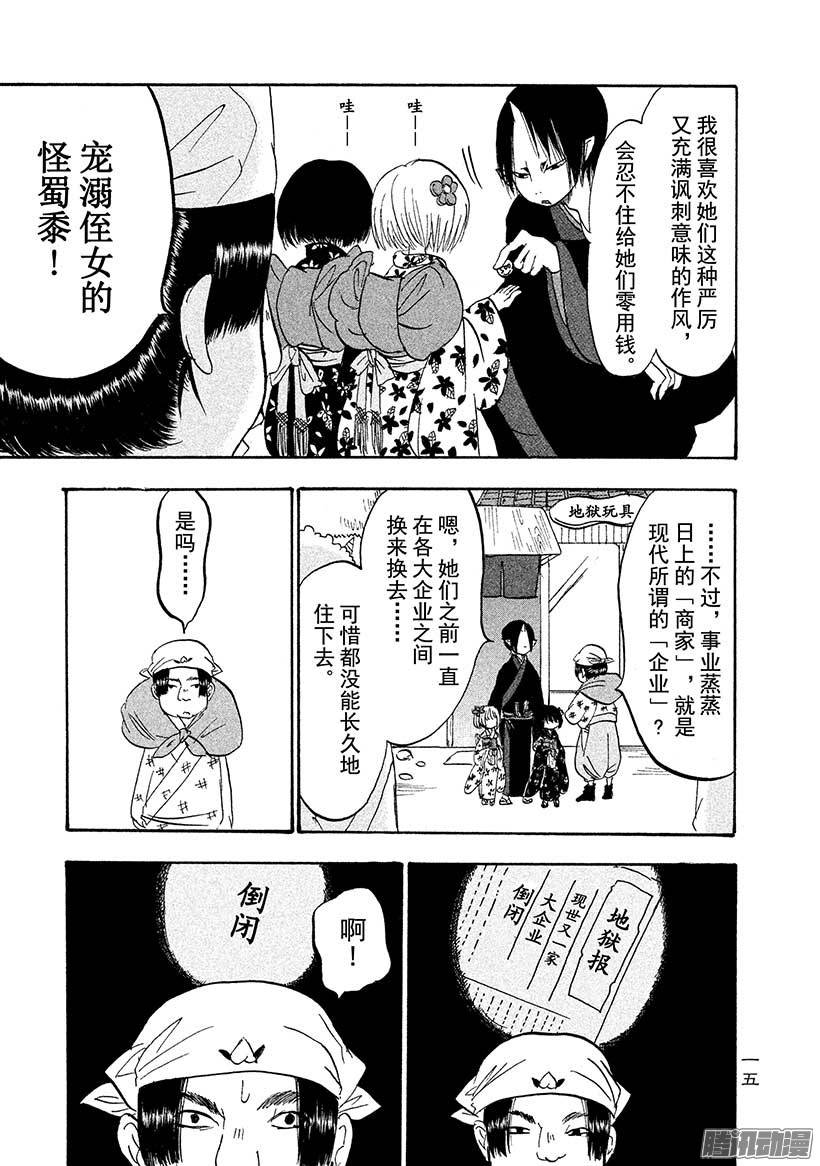 我很喜欢她们这种严厉
又充满讽刺意味的作风，
会忍不住给她们零用钱。
哇——
哇——
宠溺侄女的
怪蜀黍！
地狱玩具
……不过，事业蒸蒸
日上的「商家」，就是
现代所谓的「企业」？
嗯，她们之前一直
在各大企业之间
换来换去……
可惜都没能长久地
住下去。
是吗……
地狱报
现世又一家
大企业
倒闭
啊！
倒闭
一五
腾讯动漫